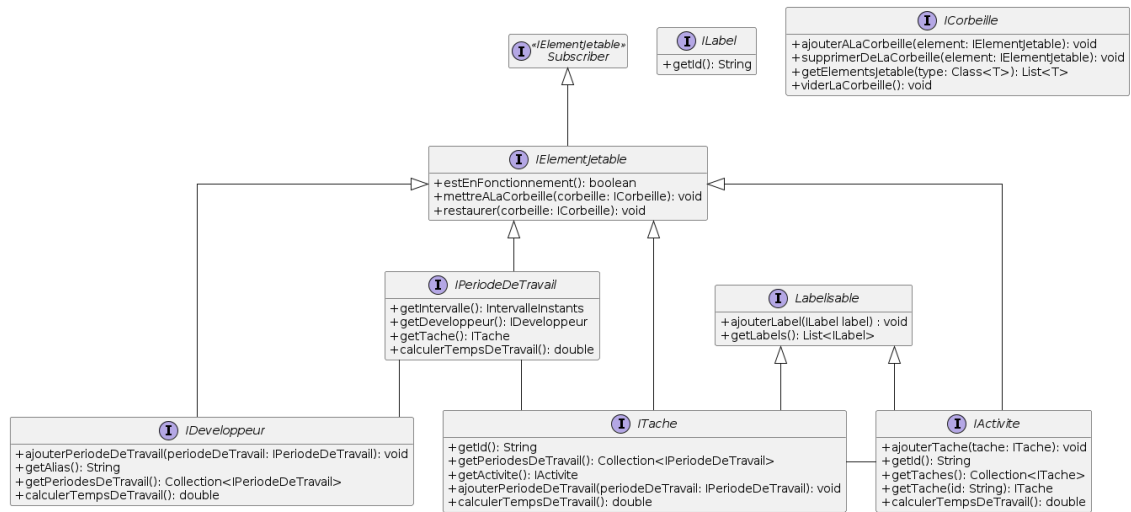 «IElementJetable»
I
Subscriber
I ILabel
+getId(): String
I ICorbeille
+ajouterALaCorbeille(element: IElementJetable): void
+supprimerDeLaCorbeille(element: IElementJetable): void
+getElementsJetable(type: Class<T>): List<T>
+viderLaCorbeille(): void
I IElementJetable
+estEnFonctionnement(): boolean
+mettreALaCorbeille(corbeille: ICorbeille): void
+restaurer(corbeille: ICorbeille): void
I IPeriodeDeTravail
+getIntervalle(): IntervalleInstants
+getDeveloppeur(): IDeveloppeur
+getTache(): ITache
+calculerTempsDeTravail(): double
I Labelisable
+ajouterLabel(ILabel label) : void
+getLabels(): List<ILabel>
I IDeveloppeur
+ajouterPeriodeDeTravail(periodeDeTravail: IPeriodeDeTravail): void
+getAlias(): String
+getPeriodesDeTravail(): Collection<IPeriodeDeTravail>
+calculerTempsDeTravail(): double
I ITache
+getId(): String
+getPeriodesDeTravail(): Collection<IPeriodeDeTravail>
+getActivite(): IActivite
+ajouterPeriodeDeTravail(periodeDeTravail: IPeriodeDeTravail): void
+calculerTempsDeTravail(): double
I IActivite
+ajouterTache(tache: ITache): void
+getId(): String
+getTaches(): Collection<ITache>
+getTache(id: String): ITache
+calculerTempsDeTravail(): double